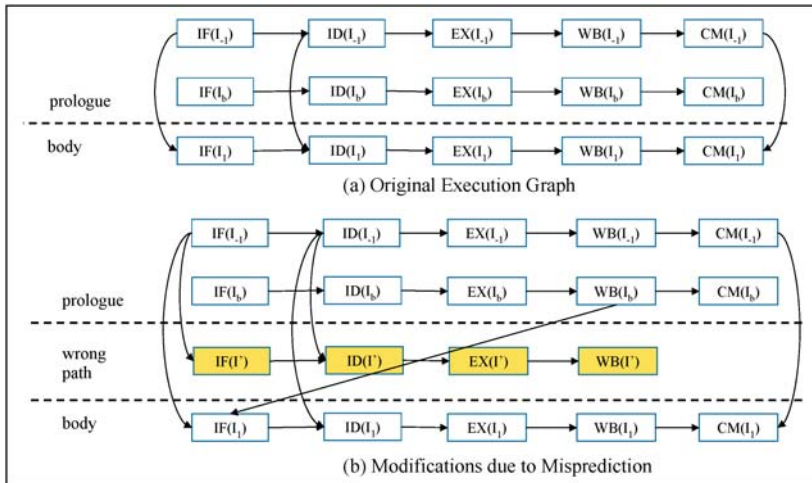 IF(I-1) ID(I-1) EX(I-1) WB(I-1) CM(I-1)
prologue IF(Ib) ID(Ib) EX(Ib) WB(Ib) CM(Ib)
body IF(I1) ID(I1) EX(I1) WB(I1) CM(I1)
(a) Original Execution Graph
IF(I-1) ID(I-1) EX(I-1) WB(I-1) CM(I-1)
prologue IF(Ib) ID(Ib) EX(Ib) WB(Ib) CM(Ib)
wrong path IF(I’) ID(I’) EX(I’) WB(I’)
body IF(I1) ID(I1) EX(I1) WB(I1) CM(I1)
(b) Modifications due to Misprediction